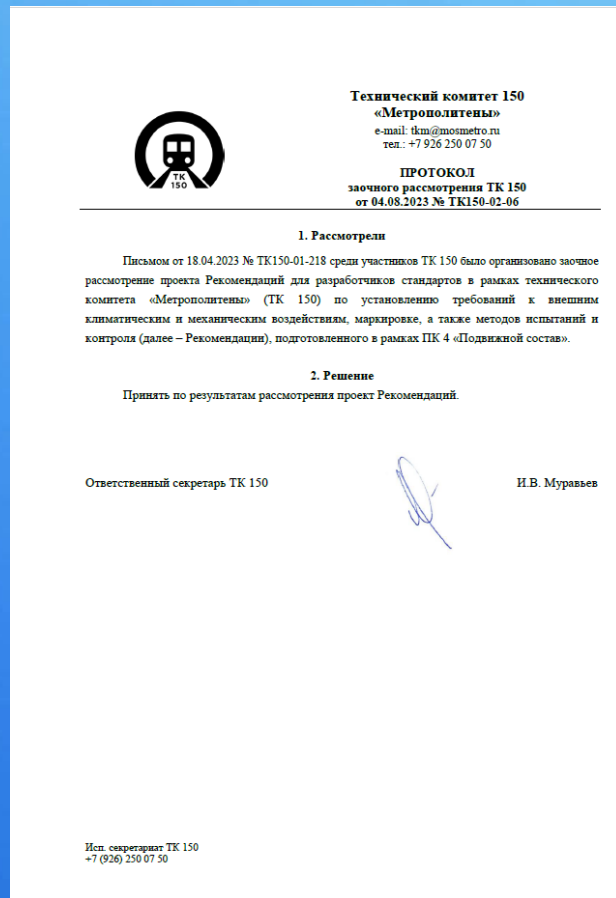 ТК
150
Технический комитет 150
«Метрополитены»
e-mail: tkm@mosmetro.ru
тел.: +7 926 250 07 50
ПРОТОКОЛ
заочного рассмотрения ТК 150
от 04.08.2023 № ТК150-02-06
1. Рассмотрели
Письмом от 18.04.2023 № ТК150-01-218 среди участников ТК 150 было организовано заочное
рассмотрение проекта Рекомендаций для разработчиков стандартов в рамках технического
комитета «Метрополитены» (ТК 150) по установлению требований к внешним
климатическим и механическим воздействиям, маркировке, а также методов испытаний и
контроля (далее – Рекомендации), подготовленного в рамках ПК 4 «Подвижной состав».
2. Решение
Принять по результатам рассмотрения проект Рекомендаций.
Ответственный секретарь ТК 150
И.В. Муравьев
Исп. секретариат ТК 150
+7 (926) 250 07 50